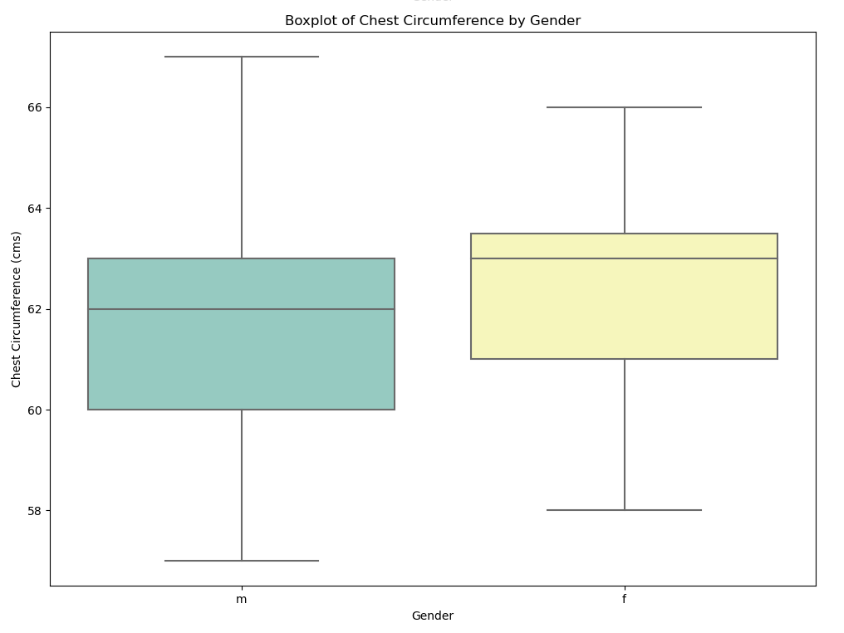 Boxplot of Chest Circumference by Gender
Chest Circumference (cms)
66
64
62
60
58
m
f
Gender